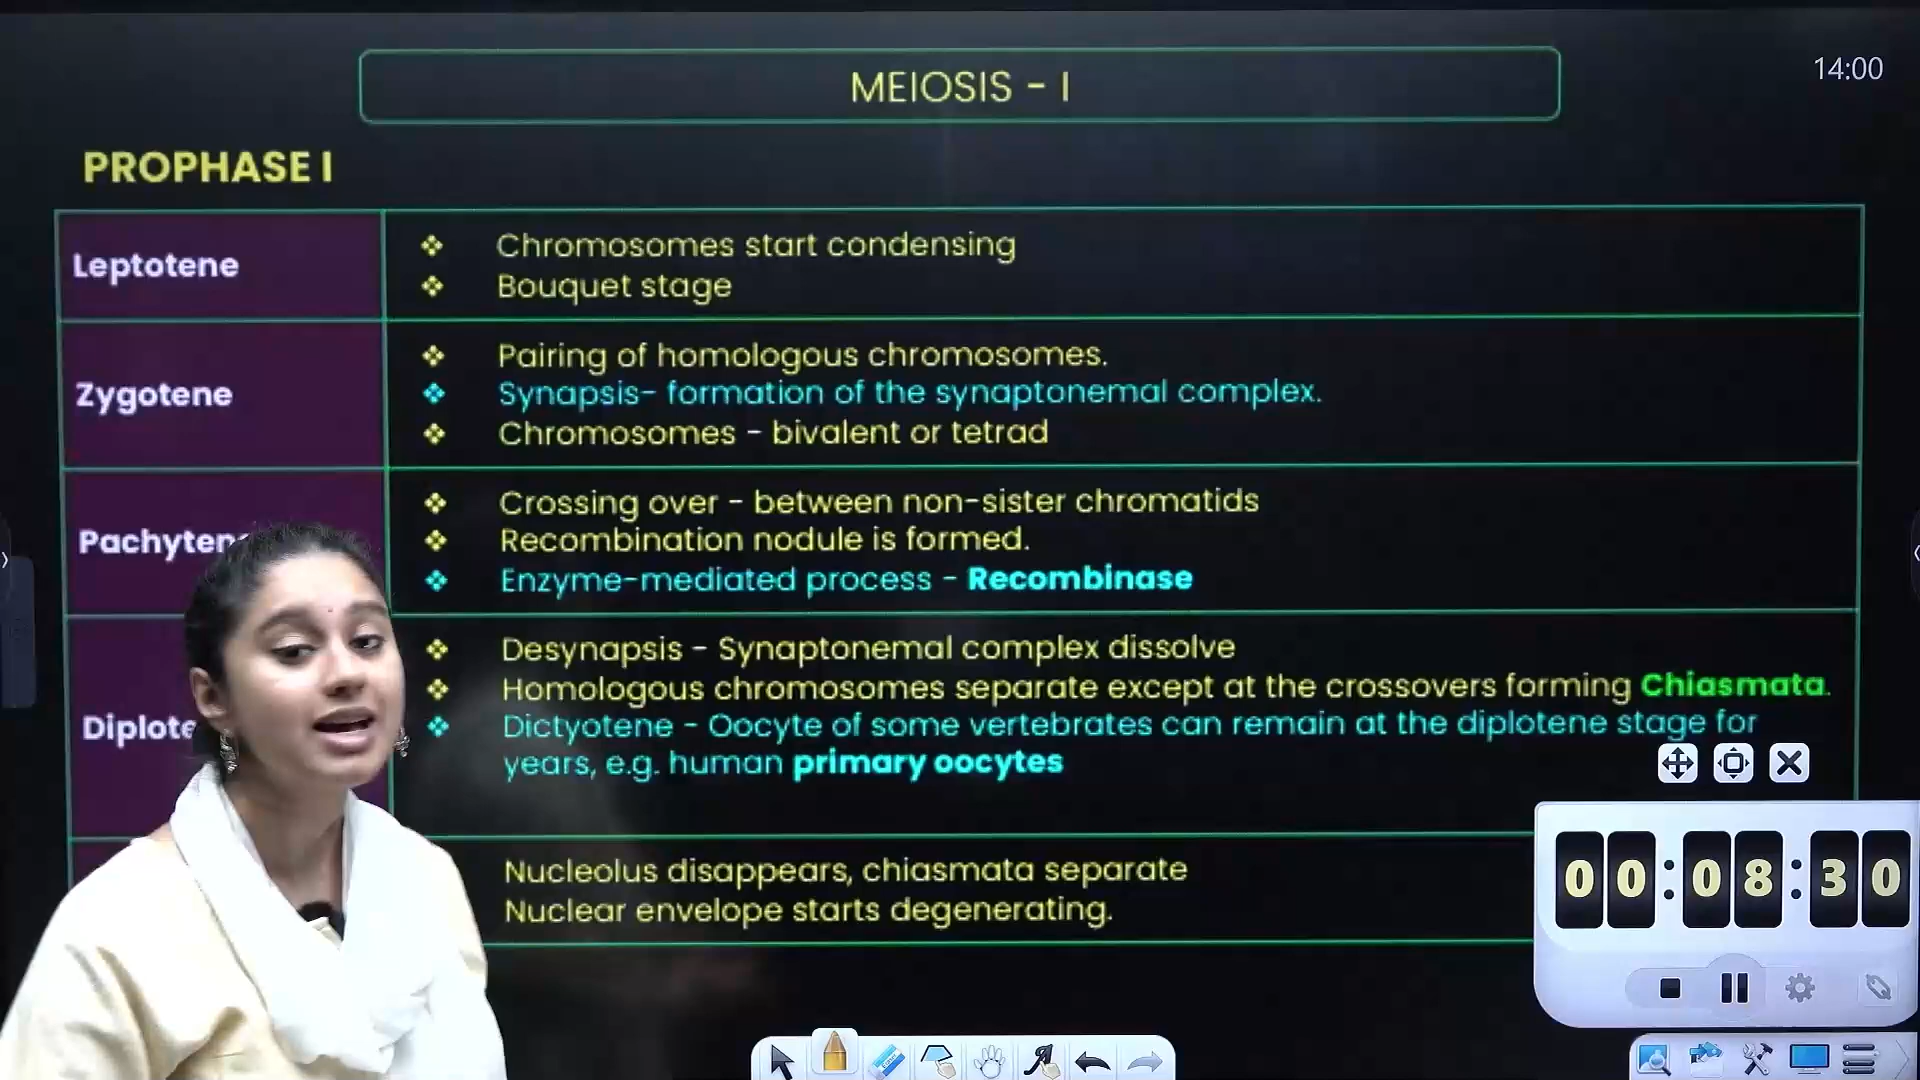 MEIOSIS - I
14:00
PROPHASE I
Leptotene
Chromosomes start condensing
Bouquet stage
Zygotene
Pairing of homologous chromosomes.
Synapsis- formation of the synaptonemal complex.
Chromosomes - bivalent or tetrad
Pachyten
Crossing over - between non-sister chromatids
Recombination nodule is formed.
Enzyme-mediated process - Recombinase
Diplote
Desynapsis - Synaptonemal complex dissolve
Homologous chromosomes separate except at the crossovers forming Chiasmata.
Dictyotene - Oocyte of some vertebrates can remain at the diplotene stage for
years, e.g. human primary oocytes
Nucleolus disappears, chiasmata separate
Nuclear envelope starts degenerating.
00:08:30